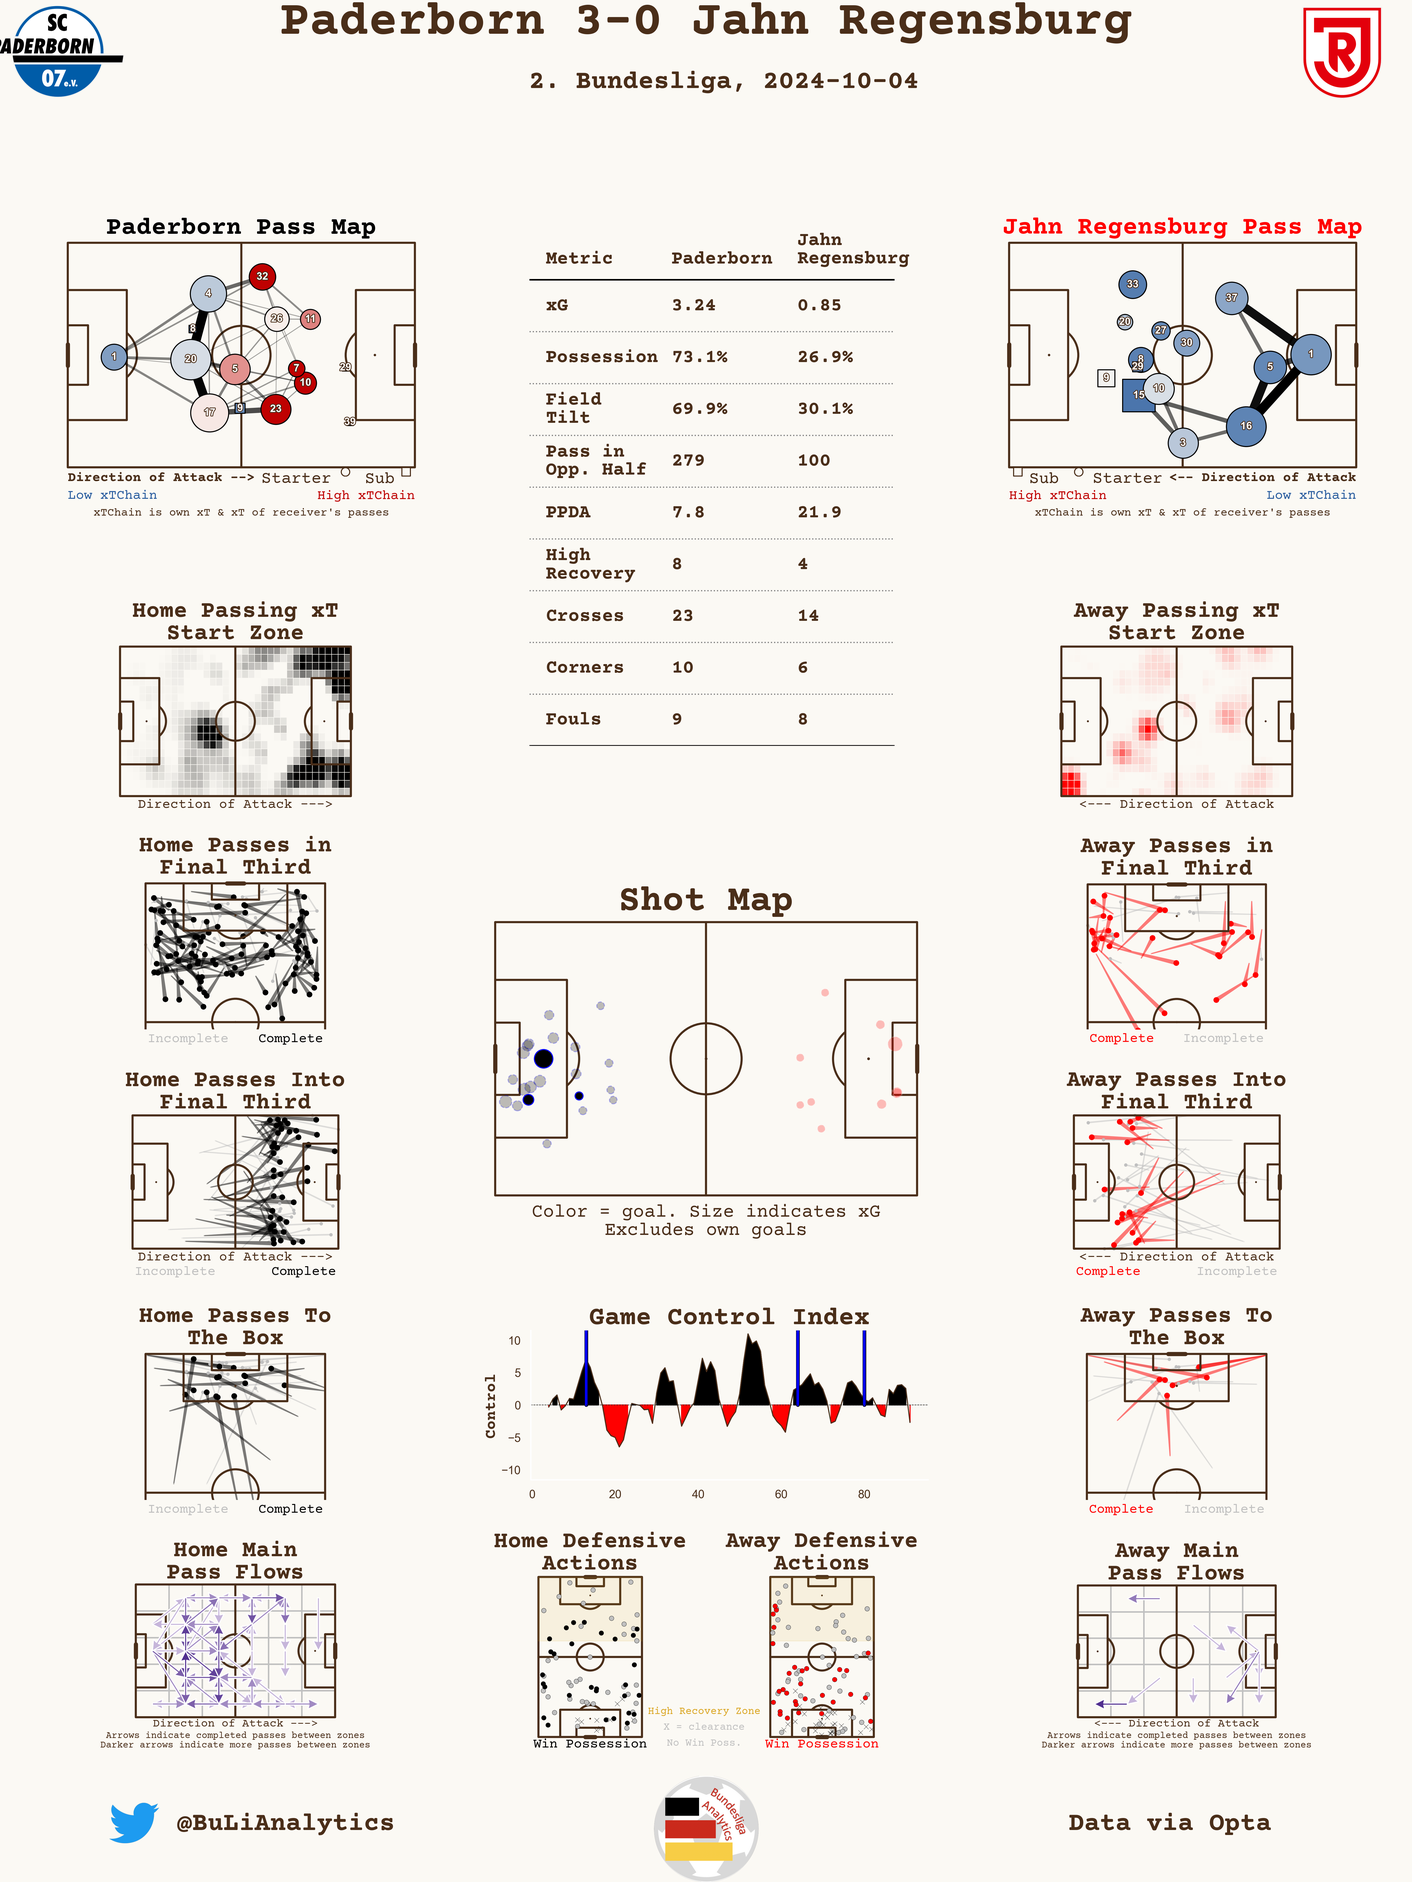 Paderborn 3-0 Jahn Regensburg
2. Bundesliga, 2024-10-04
SC
PADERBORN
07 e.V.
JR
Paderborn Pass Map
1
4
8
20
17
9
5
32
26
11
7
10
23
29
39
Direction of Attack --> Starter Sub
Low xTChain High xTChain
xTChain is own xT & xT of receiver's passes
Metric Paderborn Jahn Regensburg
xG 3.24 0.85
Possession 73.1% 26.9%
Field Tilt 69.9% 30.1%
Pass in Opp. Half 279 100
PPDA 7.8 21.9
High Recovery 8 4
Crosses 23 14
Corners 10 6
Fouls 9 8
Jahn Regensburg Pass Map
33
20
27
30
8
29
9
15
10
3
37
5
1
16
Sub Starter <-- Direction of Attack
High xTChain Low xTChain
xTChain is own xT & xT of receiver's passes
Home Passing xT
Start Zone
Direction of Attack --->
Away Passing xT
Start Zone
<--- Direction of Attack
Home Passes in
Final Third
Incomplete Complete
Away Passes in
Final Third
Complete Incomplete
Shot Map
Color = goal. Size indicates xG
Excludes own goals
Home Passes Into
Final Third
Direction of Attack --->
Incomplete Complete
Away Passes Into
Final Third
<--- Direction of Attack
Complete Incomplete
Home Passes To
The Box
Incomplete Complete
Game Control Index
Control
10
5
0
−5
−10
0 20 40 60 80
Away Passes To
The Box
Complete Incomplete
Home Main
Pass Flows
Direction of Attack --->
Arrows indicate completed passes between zones
Darker arrows indicate more passes between zones
Home Defensive
Actions
Win Possession
High Recovery Zone
X = clearance
No Win Poss.
Away Defensive
Actions
Win Possession
Away Main
Pass Flows
<--- Direction of Attack
Arrows indicate completed passes between zones
Darker arrows indicate more passes between zones
@BuLiAnalytics
Bundesliga
Analytics
Data via Opta